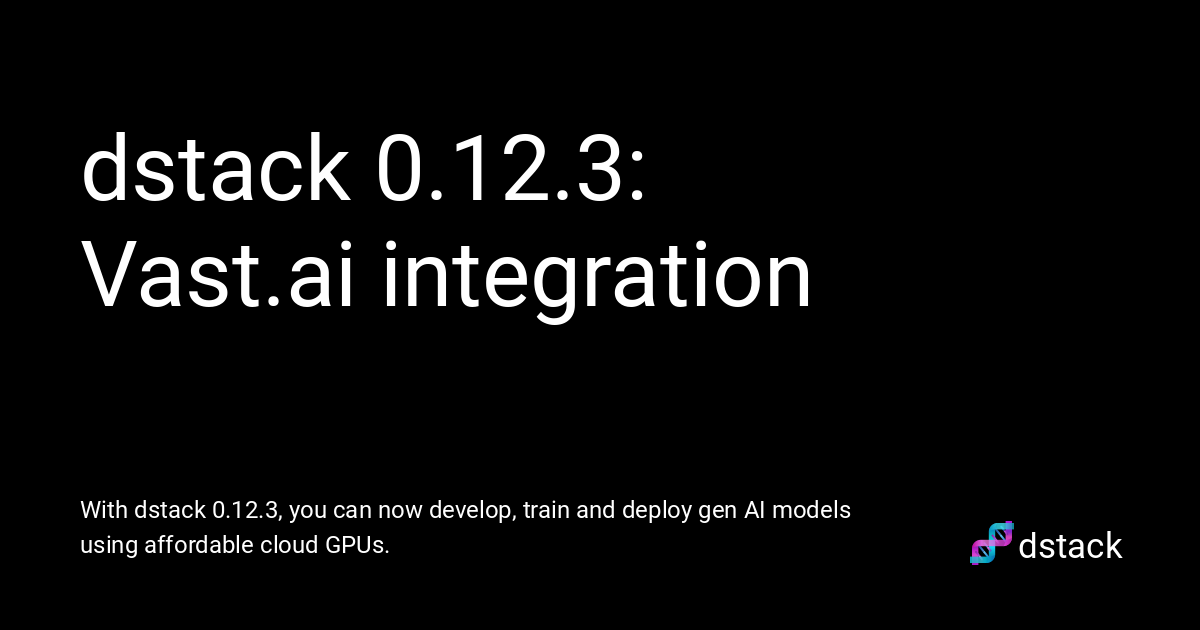 dstack 0.12.3:
Vast.ai integration
With dstack 0.12.3, you can now develop, train and deploy gen AI models
using affordable cloud GPUs.
dstack